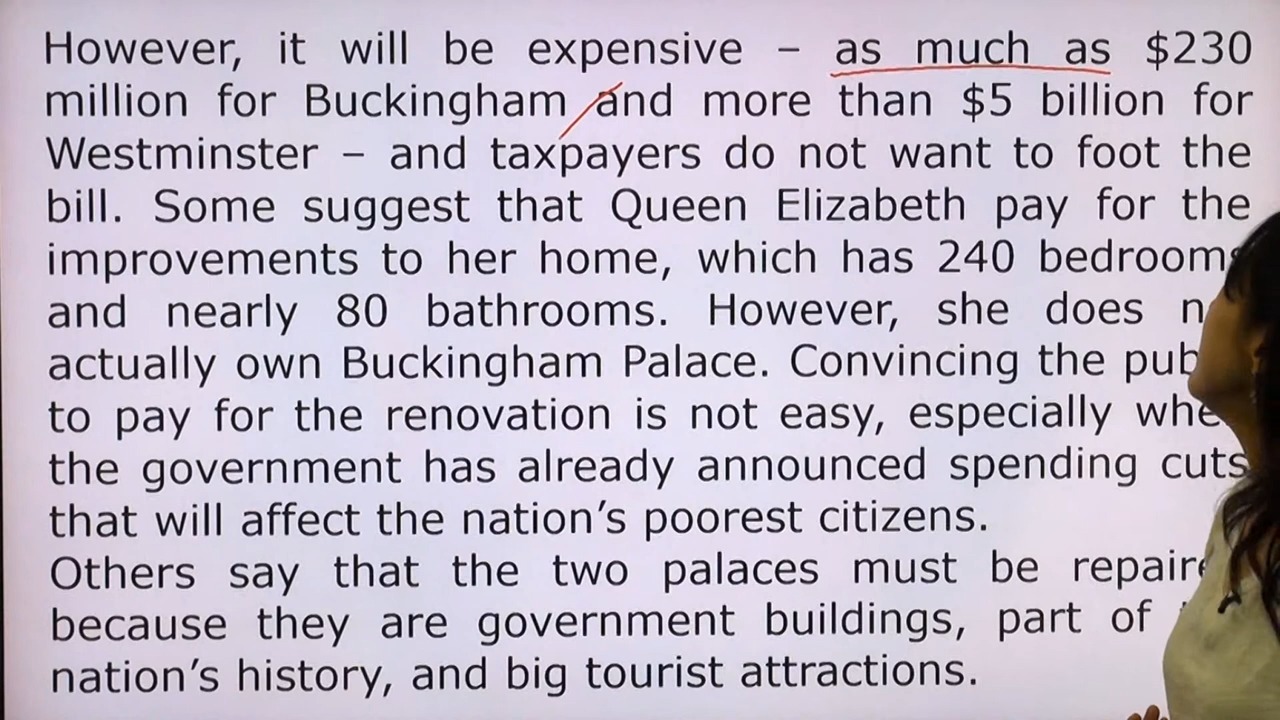 However, it will be expensive – as much as $230
million for Buckingham and more than $5 billion for
Westminster – and taxpayers do not want to foot the
bill. Some suggest that Queen Elizabeth pay for the
improvements to her home, which has 240 bedrooms
and nearly 80 bathrooms. However, she does
actually own Buckingham Palace. Convincing the
to pay for the renovation is not easy, especially
the government has already announced spending cuts
that will affect the nation’s poorest citizens.
Others say that the two palaces must be
because they are government buildings, part of
nation’s history, and big tourist attractions.